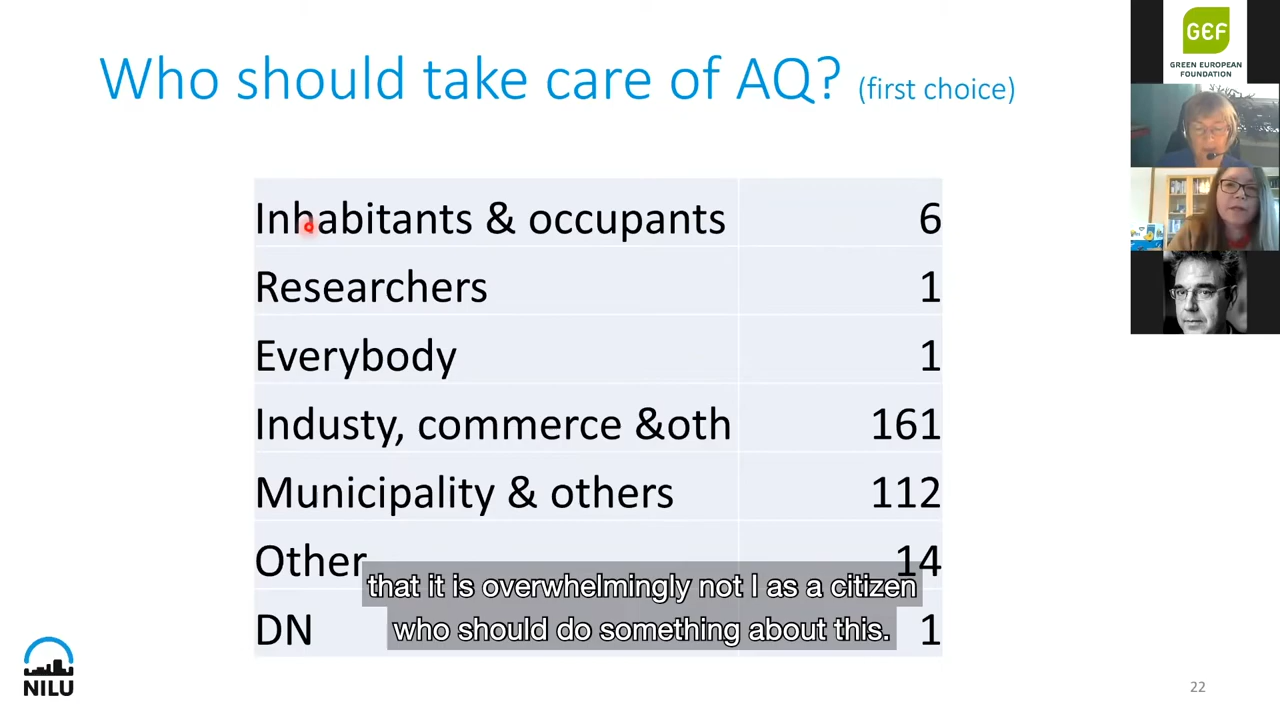 Who should take care of AQ? (first choice)
Inhabitants & occupants 6
Researchers 1
Everybody 1
Industy, commerce &oth 161
Municipality & others 112
Other 14
DN 1
that it is overwhelmingly not I as a citizen
who should do something about this.
NILU
22
GEF
GREEN EUROPEAN
FOUNDATION